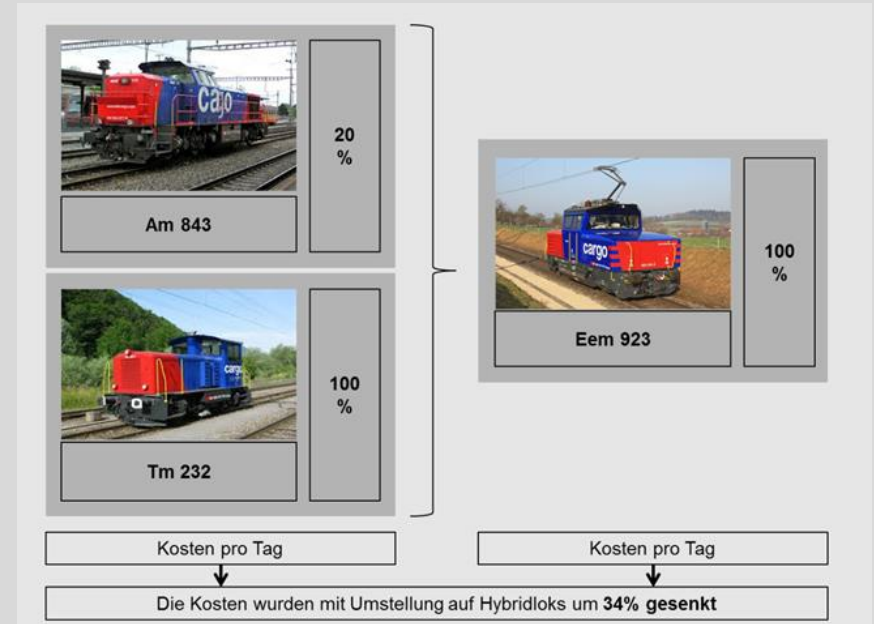 cargo
20
%
Am 843
cargo
100
%
Tm 232
cargo
100
%
Eem 923
Kosten pro Tag
Kosten pro Tag
Die Kosten wurden mit Umstellung auf Hybridloks um 34% gesenkt